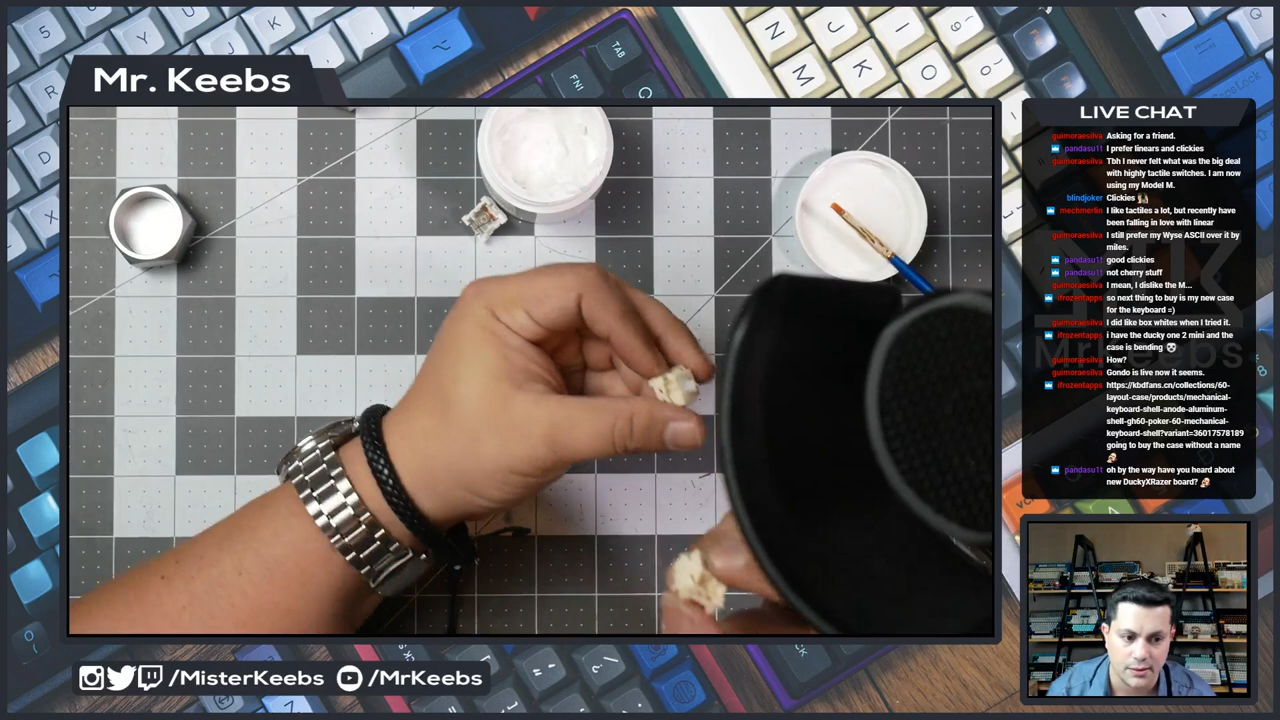 Mr. Keebs
LIVE CHAT
guimoraesilva Asking for a friend.
pandasu1t I prefer linears and clickies
guimoraesilva Tbh I never felt what was the big deal
with highly tactile switches. I am now
using my Model M.
blindjoker Clickies
mechmerlin I like tactiles a lot, but recently have
been falling in love with linear
guimoraesilva I still prefer my Wyse ASCII over it by
miles.
pandasu1t good clickies
pandasu1t not cherry stuff
guimoraesilva I mean, I dislike the M...
ifrozentapps so next thing to buy is my new case
for the keyboard =)
guimoraesilva I did like box whites when I tried it.
ifrozentapps i have the ducky one 2 mini and the
case is bending
guimoraesilva How?
guimoraesilva Gondo is live now it seems.
ifrozentapps https://kbdfans.cn/collections/60-
layout-case/products/mechanical-
keyboard-shell-anode-aluminum-
shell-gh60-poker-60-mechanical-
keyboard-shell?variant=36017578189
going to buy the case without a name
pandasu1t oh by the way have you heard about
new DuckyXRazer board?
/MisterKeebs /MrKeebs
TAB
FN1